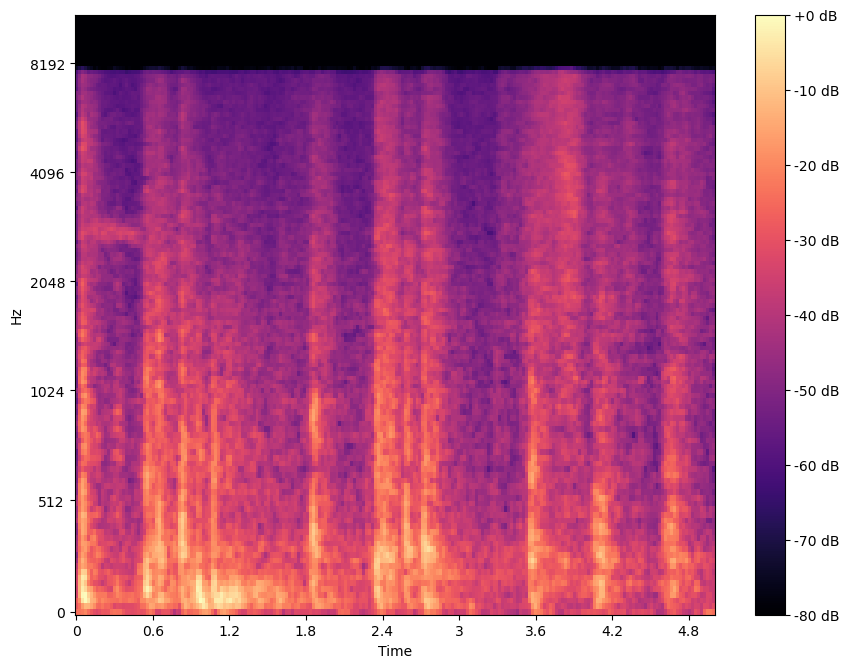 +0 dB
8192
-10 dB
4096
-20 dB
-30 dB
2048
Hz
-40 dB
1024
-50 dB
512
-60 dB
-70 dB
0
-80 dB
0 0.6 1.2 1.8 2.4 3 3.6 4.2 4.8
Time